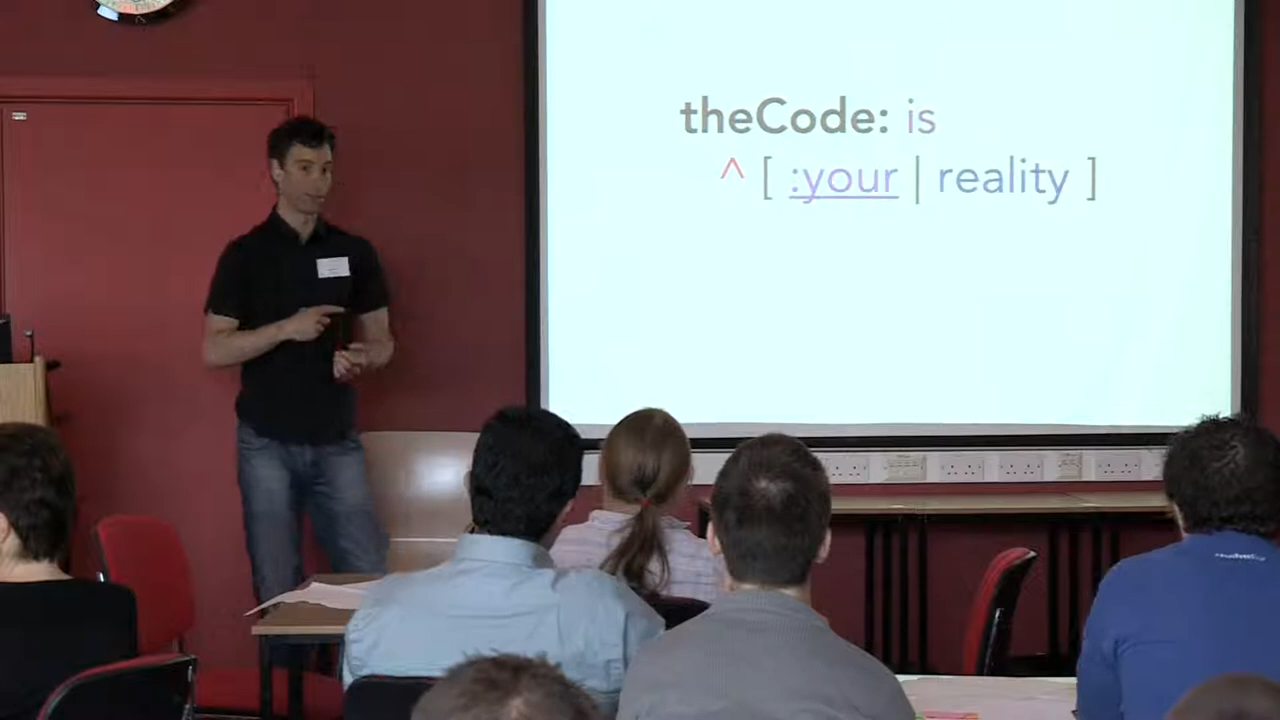 theCode: is
^ [ :your | reality ]